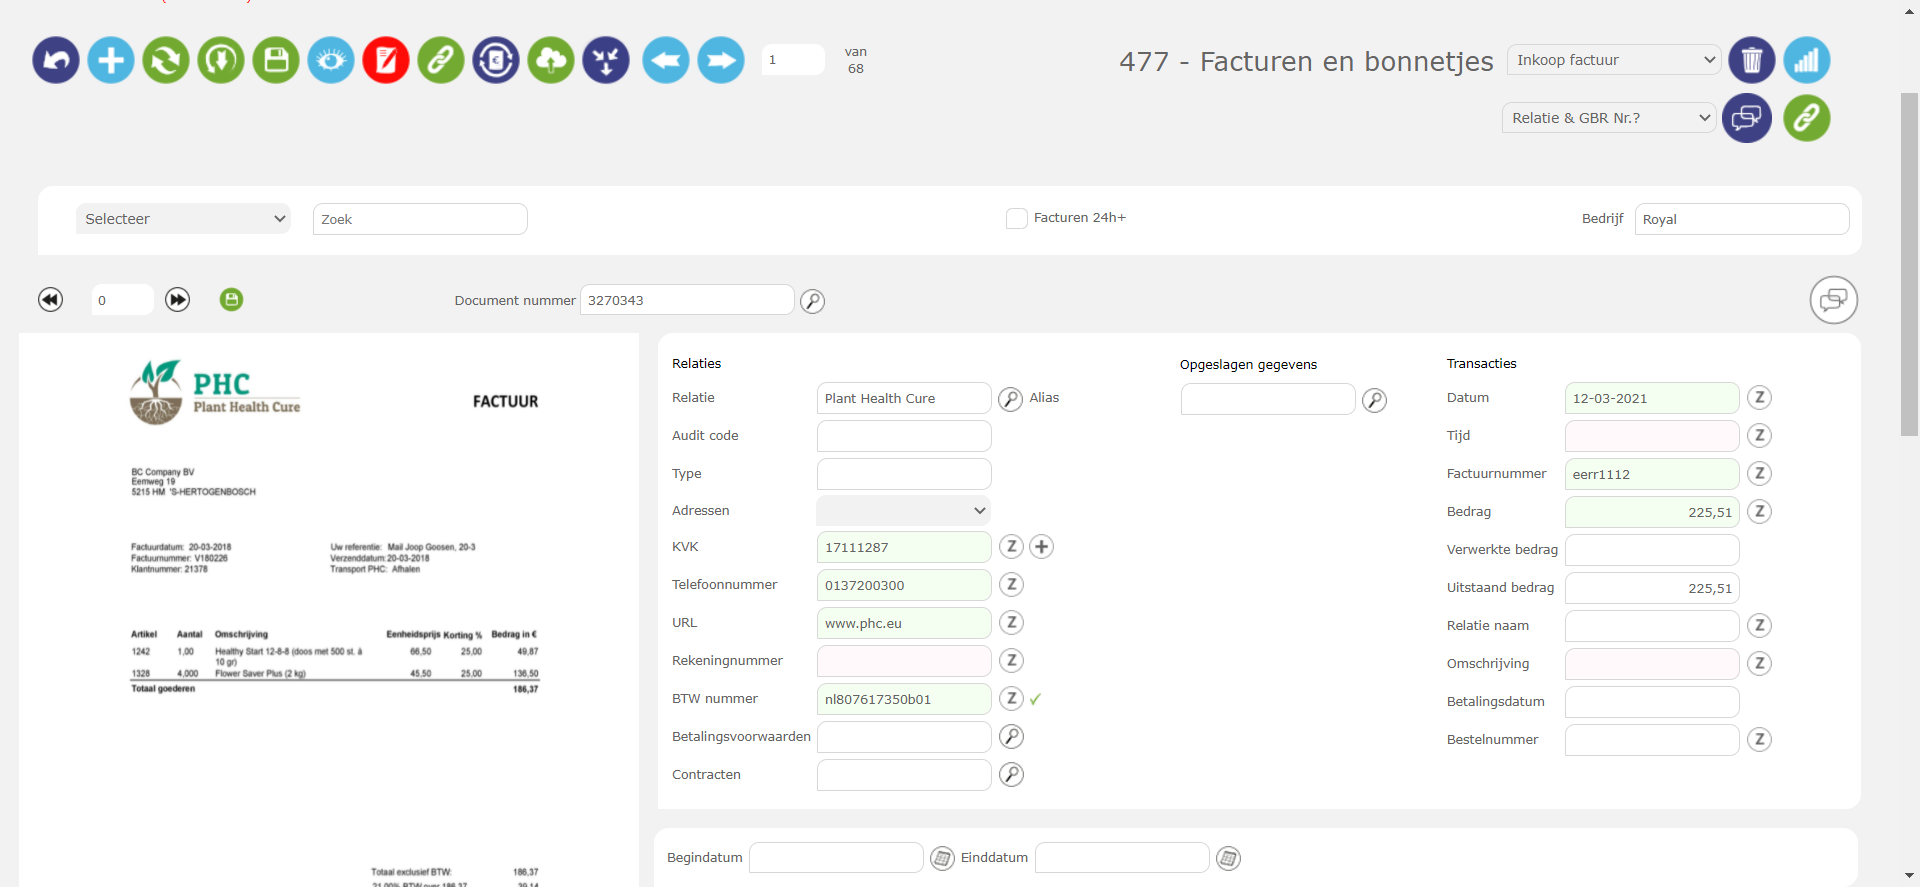 1
van
68
477 - Facturen en bonnetjes
Inkoop factuur
Relatie & GBR Nr.?
Selecteer
Zoek
Facturen 24h+
Bedrijf
Royal
0
Document nummer
3270343
PHC
Plant Health Cure
FACTUUR
BC Company BV
Eemweg 19
5215 HM 'S-HERTOGENBOSCH
Factuurdatum: 20-03-2018
Factuurnummer: V180226
Klantnummer: 21378
Uw referentie: Mail Joop Goosen, 20-3
Verzenddatum: 20-03-2018
Transport PHC: Afhalen
Artikel Aantal Omschrijving Eenheidsprijs Korting % Bedrag in €
1242 1,00 Healthy Start 12-8-8 (doos met 500 st. à 66,50 25,00 49,87
10 gr)
1328 4,000 Flower Saver Plus (2 kg) 45,50 25,00 136,50
Totaal goederen 186,37
Totaal exclusief BTW: 186,37
21,00% BTW over 186,37 39,14
Relaties
Relatie Plant Health Cure Alias
Audit code
Type
Adressen
KVK 17111287 Z
Telefoonnummer 0137200300 Z
URL www.phc.eu Z
Rekeningnummer Z
BTW nummer nl807617350b01 Z
Betalingsvoorwaarden
Contracten
Opgeslagen gegevens
Transacties
Datum 12-03-2021 Z
Tijd Z
Factuurnummer eerr1112 Z
Bedrag 225,51 Z
Verwerkte bedrag
Uitstaand bedrag 225,51
Relatie naam Z
Omschrijving Z
Betalingsdatum
Bestelnummer Z
Begindatum
Einddatum